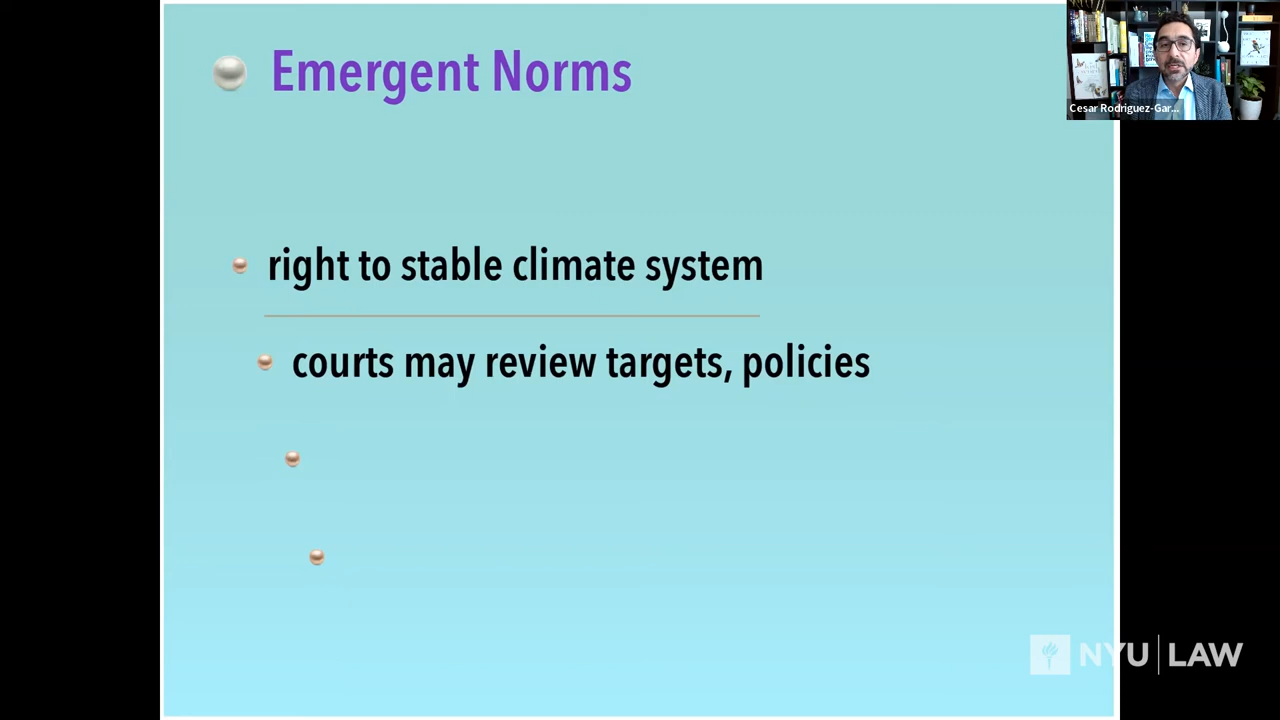 Emergent Norms
Cesar Rodriguez-Gar...
right to stable climate system
courts may review targets, policies
NYU | LAW